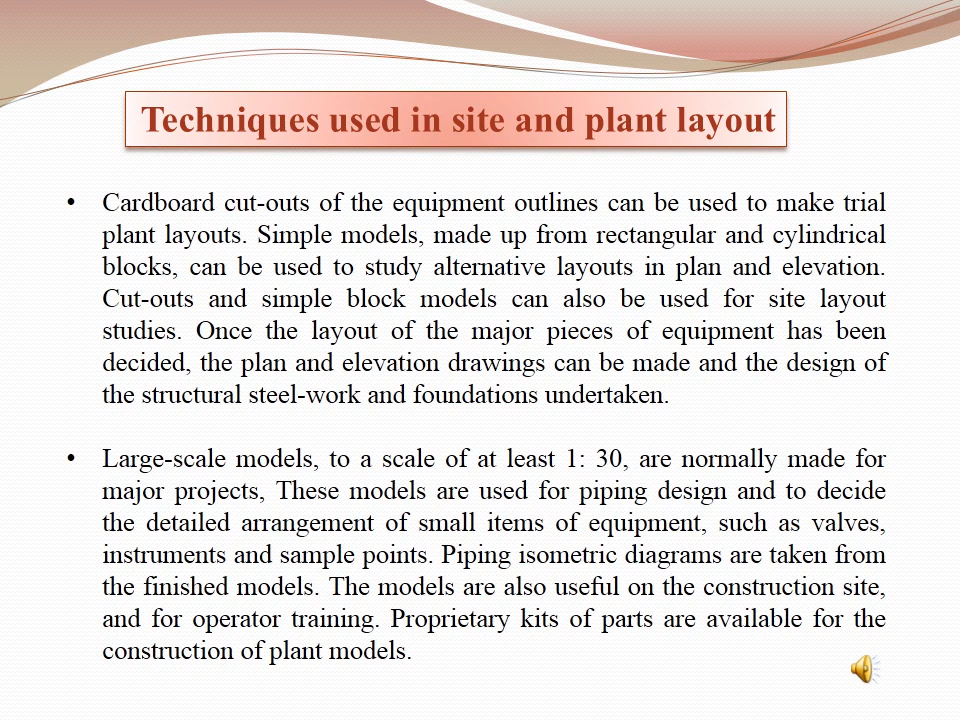 Techniques used in site and plant layout
• Cardboard cut-outs of the equipment outlines can be used to make trial
plant layouts. Simple models, made up from rectangular and cylindrical
blocks, can be used to study alternative layouts in plan and elevation.
Cut-outs and simple block models can also be used for site layout
studies. Once the layout of the major pieces of equipment has been
decided, the plan and elevation drawings can be made and the design of
the structural steel-work and foundations undertaken.
• Large-scale models, to a scale of at least 1: 30, are normally made for
major projects, These models are used for piping design and to decide
the detailed arrangement of small items of equipment, such as valves,
instruments and sample points. Piping isometric diagrams are taken from
the finished models. The models are also useful on the construction site,
and for operator training. Proprietary kits of parts are available for the
construction of plant models.